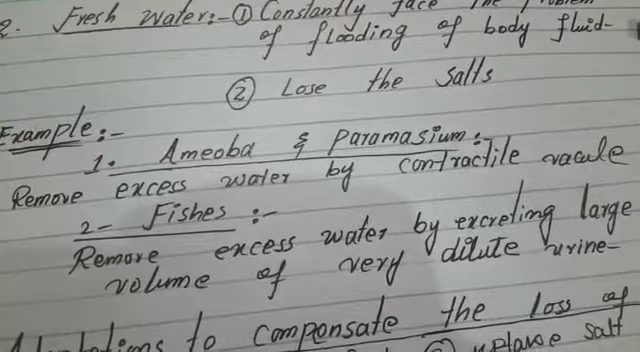 2. Fresh Water:- ① Constantly face The Problem
of flooding of body fluid-
② Lose the Salts
Example:-
1. Ameoba & Paramasium:-
Remove excess water by contractile vacule
2- Fishes :-
Remove excess water by excreting large
volume of very dilute urine-
to compensate the loss of
salt